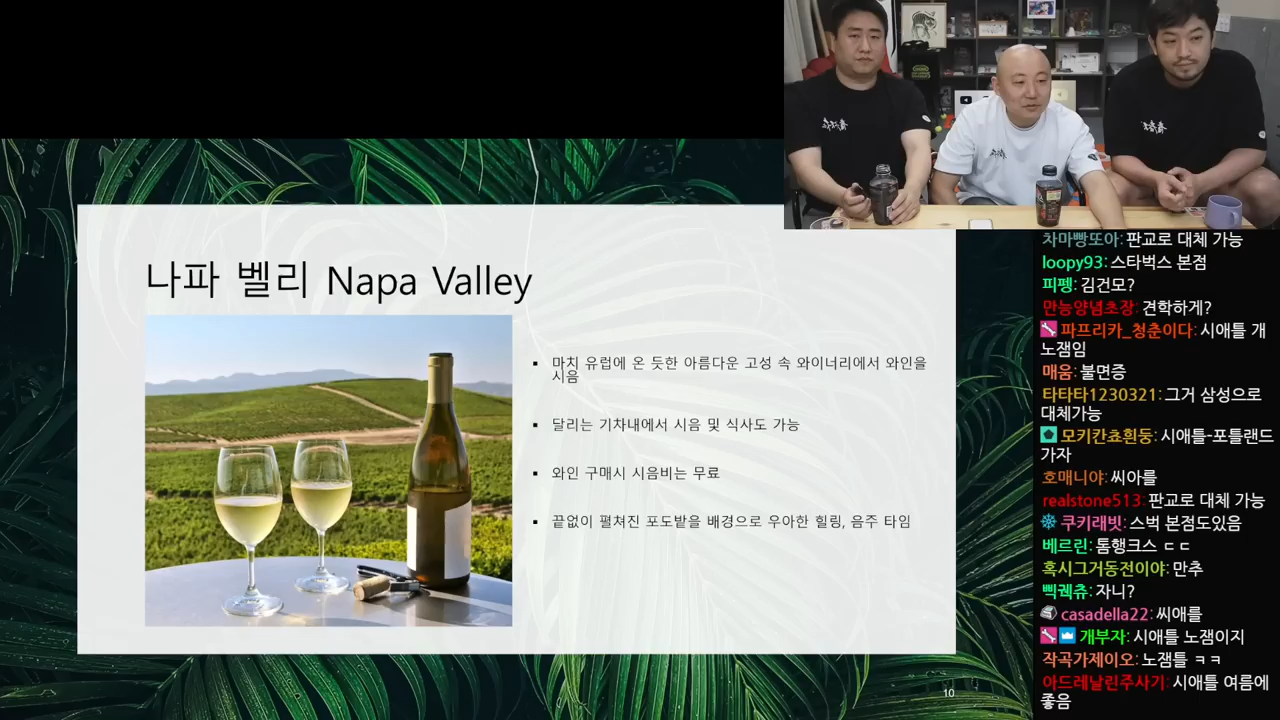 나파 벨리 Napa Valley
▪ 마치 유럽에 온 듯한 아름다운 고성 속 와이너리에서 와인을
시음
▪ 달리는 기차내에서 시음 및 식사도 가능
▪ 와인 구매시 시음비는 무료
▪ 끝없이 펼쳐진 포도밭을 배경으로 우아한 힐링, 음주 타임
10
차마빵또아: 판교로 대체 가능
loopy93: 스타벅스 본점
피펭: 김건모?
만능양념초장: 견학하게?
파프리카_청춘이다: 시애틀 개
노잼임
매움: 불면증
타타타1230321: 그거 삼성으로
대체가능
모키칸쵸흰둥: 시애틀-포틀랜드
가자
호매니야: 씨아를
realstone513: 판교로 대체 가능
쿠키래빗: 스벅 본점도있음
베르린: 톰행크스 ㄷㄷ
혹시그거동전이야: 만추
삑궥츄: 자니?
casadella22: 씨애를
개부자: 시애틀 노잼이지
작곡가제이오: 노잼틀 ㅋㅋ
아드레날린주사기: 시애틀 여름에
좋음